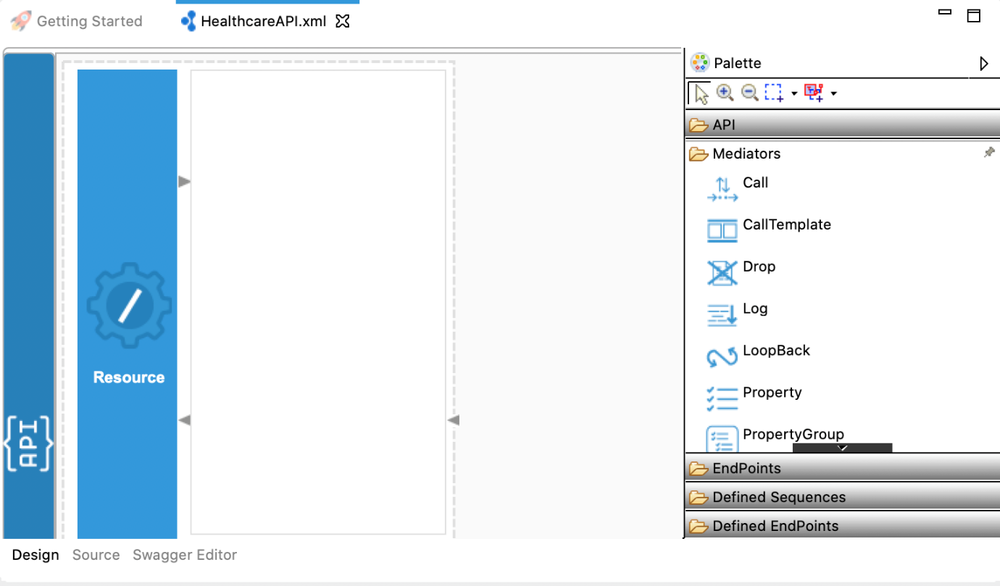 Getting Started
HealthcareAPI.xml
Palette
API
Mediators
Call
CallTemplate
Drop
Log
LoopBack
Property
PropertyGroup
EndPoints
Defined Sequences
Defined EndPoints
Resource
{API}
Design Source Swagger Editor